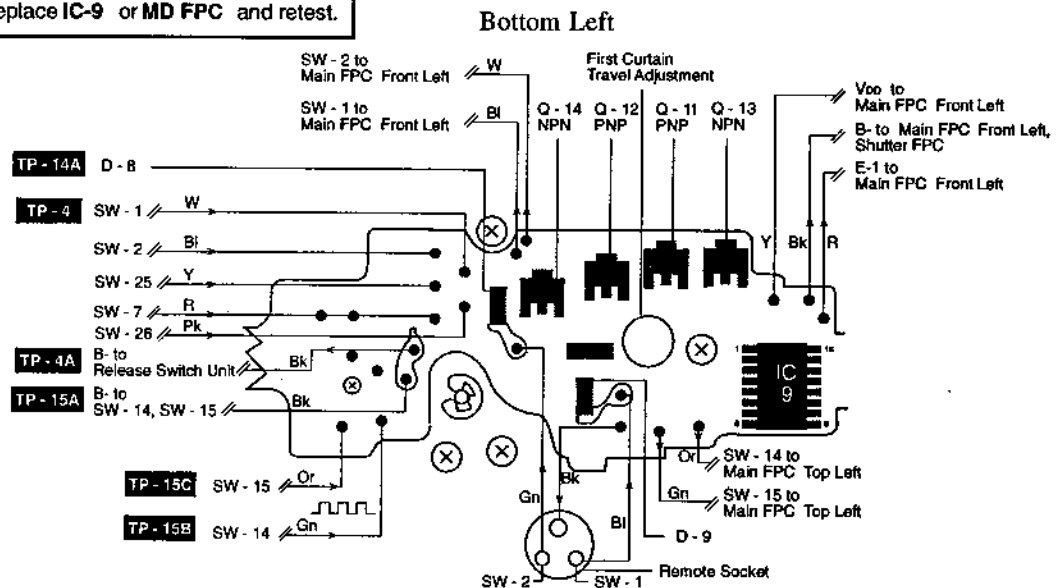 eplace IC-9 or MD FPC and retest.
Bottom Left
SW - 2 to
Main FPC Front Left
W
SW - 1 to
Main FPC Front Left
Bl
First Curtain
Travel Adjustment
Q - 14
NPN
Q - 12
PNP
Q - 11
PNP
Q - 13
NPN
VDD to
Main FPC Front Left
B- to Main FPC Front Left,
Shutter FPC
E-1 to
Main FPC Front Left
TP - 14A D - 8
TP - 4 SW - 1 W
SW - 2 Bl
SW - 25 Y
SW - 7 R
SW - 26 Pk
TP - 4A B- to
Release Switch Unit Bk
TP - 15A B- to
SW - 14, SW - 15 Bk
Y Bk R
1 16
IC
9
8 9
TP - 15C SW - 15 Or
TP - 15B SW - 14 Gn
Gn Bk Bl
Or SW - 14 to
Main FPC Top Left
Gn SW - 15 to
Main FPC Top Left
D - 9
Remote Socket
SW - 2 SW - 1